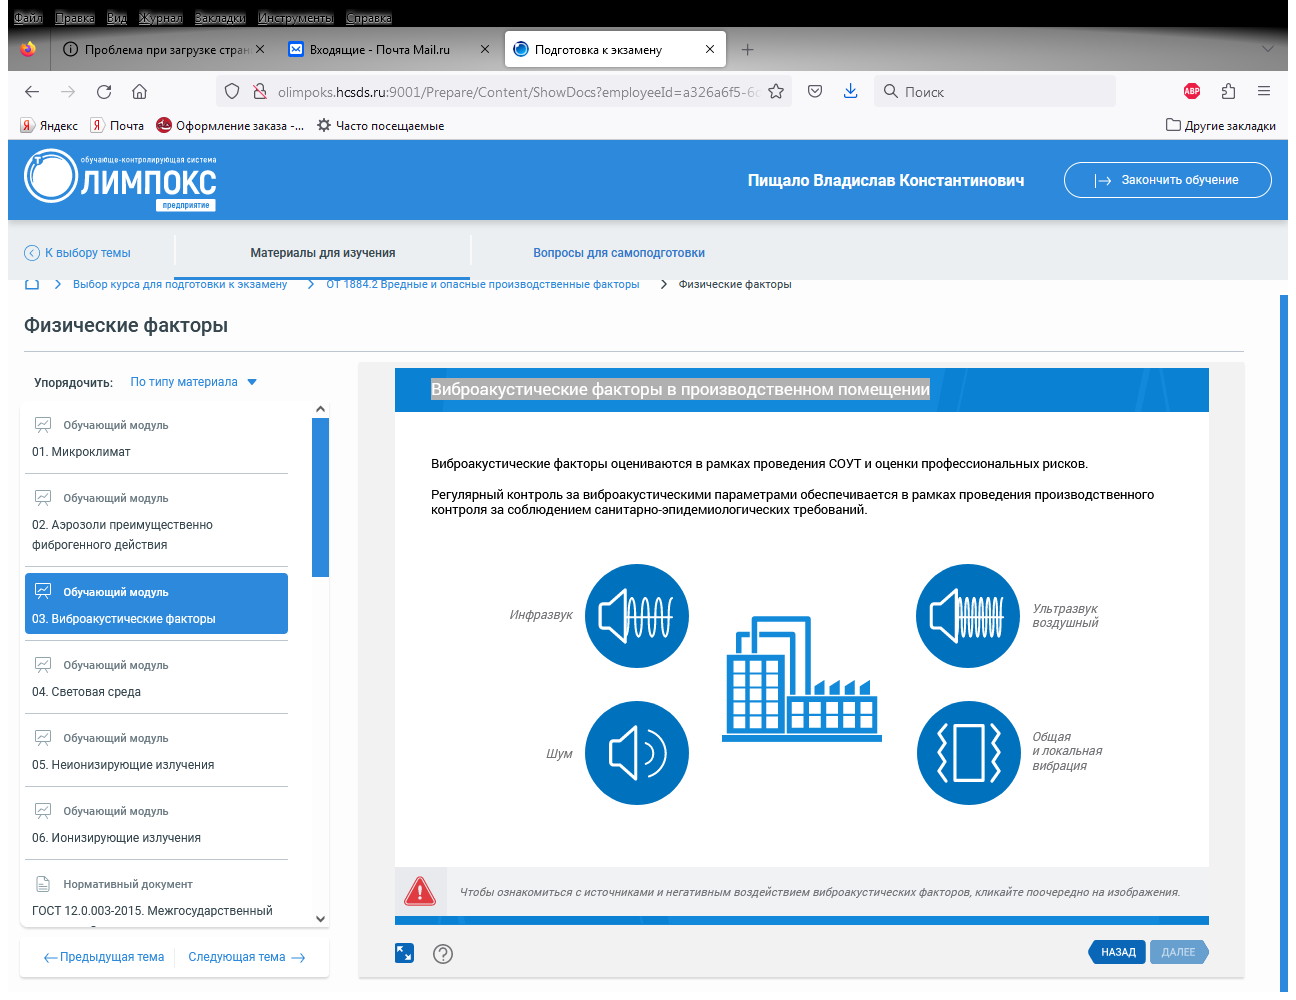 Файл Правка Вид Журнал Закладки Инструменты Справка
Проблема при загрузке стран
Входящие - Почта Mail.ru
Подготовка к экзамену
olimpoks.hcsds.ru:9001/Prepare/Content/ShowDocs?employeeId=a326a6f5-6
Поиск
ABP
Яндекс
Почта
Оформление заказа -...
Часто посещаемые
Другие закладки
обучающе-контролирующая система
ОЛИМПОКС
предприятие
Пищало Владислав Константинович
Закончить обучение
К выбору темы
Материалы для изучения
Вопросы для самоподготовки
Выбор курса для подготовки к экзамену > ОТ 1884.2 Вредные и опасные производственные факторы > Физические факторы
Физические факторы
Упорядочить: По типу материала
Обучающий модуль
01. Микроклимат
Обучающий модуль
02. Аэрозоли преимущественно
фиброгенного действия
Обучающий модуль
03. Виброакустические факторы
Обучающий модуль
04. Световая среда
Обучающий модуль
05. Неионизирующие излучения
Обучающий модуль
06. Ионизирующие излучения
Нормативный документ
ГОСТ 12.0.003-2015. Межгосударственный
Предыдущая тема
Следующая тема
Виброакустические факторы в производственном помещении
Виброакустические факторы оцениваются в рамках проведения СОУТ и оценки профессиональных рисков.
Регулярный контроль за виброакустическими параметрами обеспечивается в рамках проведения производственного
контроля за соблюдением санитарно-эпидемиологических требований.
Инфразвук
Ультразвук
воздушный
Шум
Общая
и локальная
вибрация
Чтобы ознакомиться с источниками и негативным воздействием виброакустических факторов, кликайте поочередно на изображения.
НАЗАД
ДАЛЕЕ